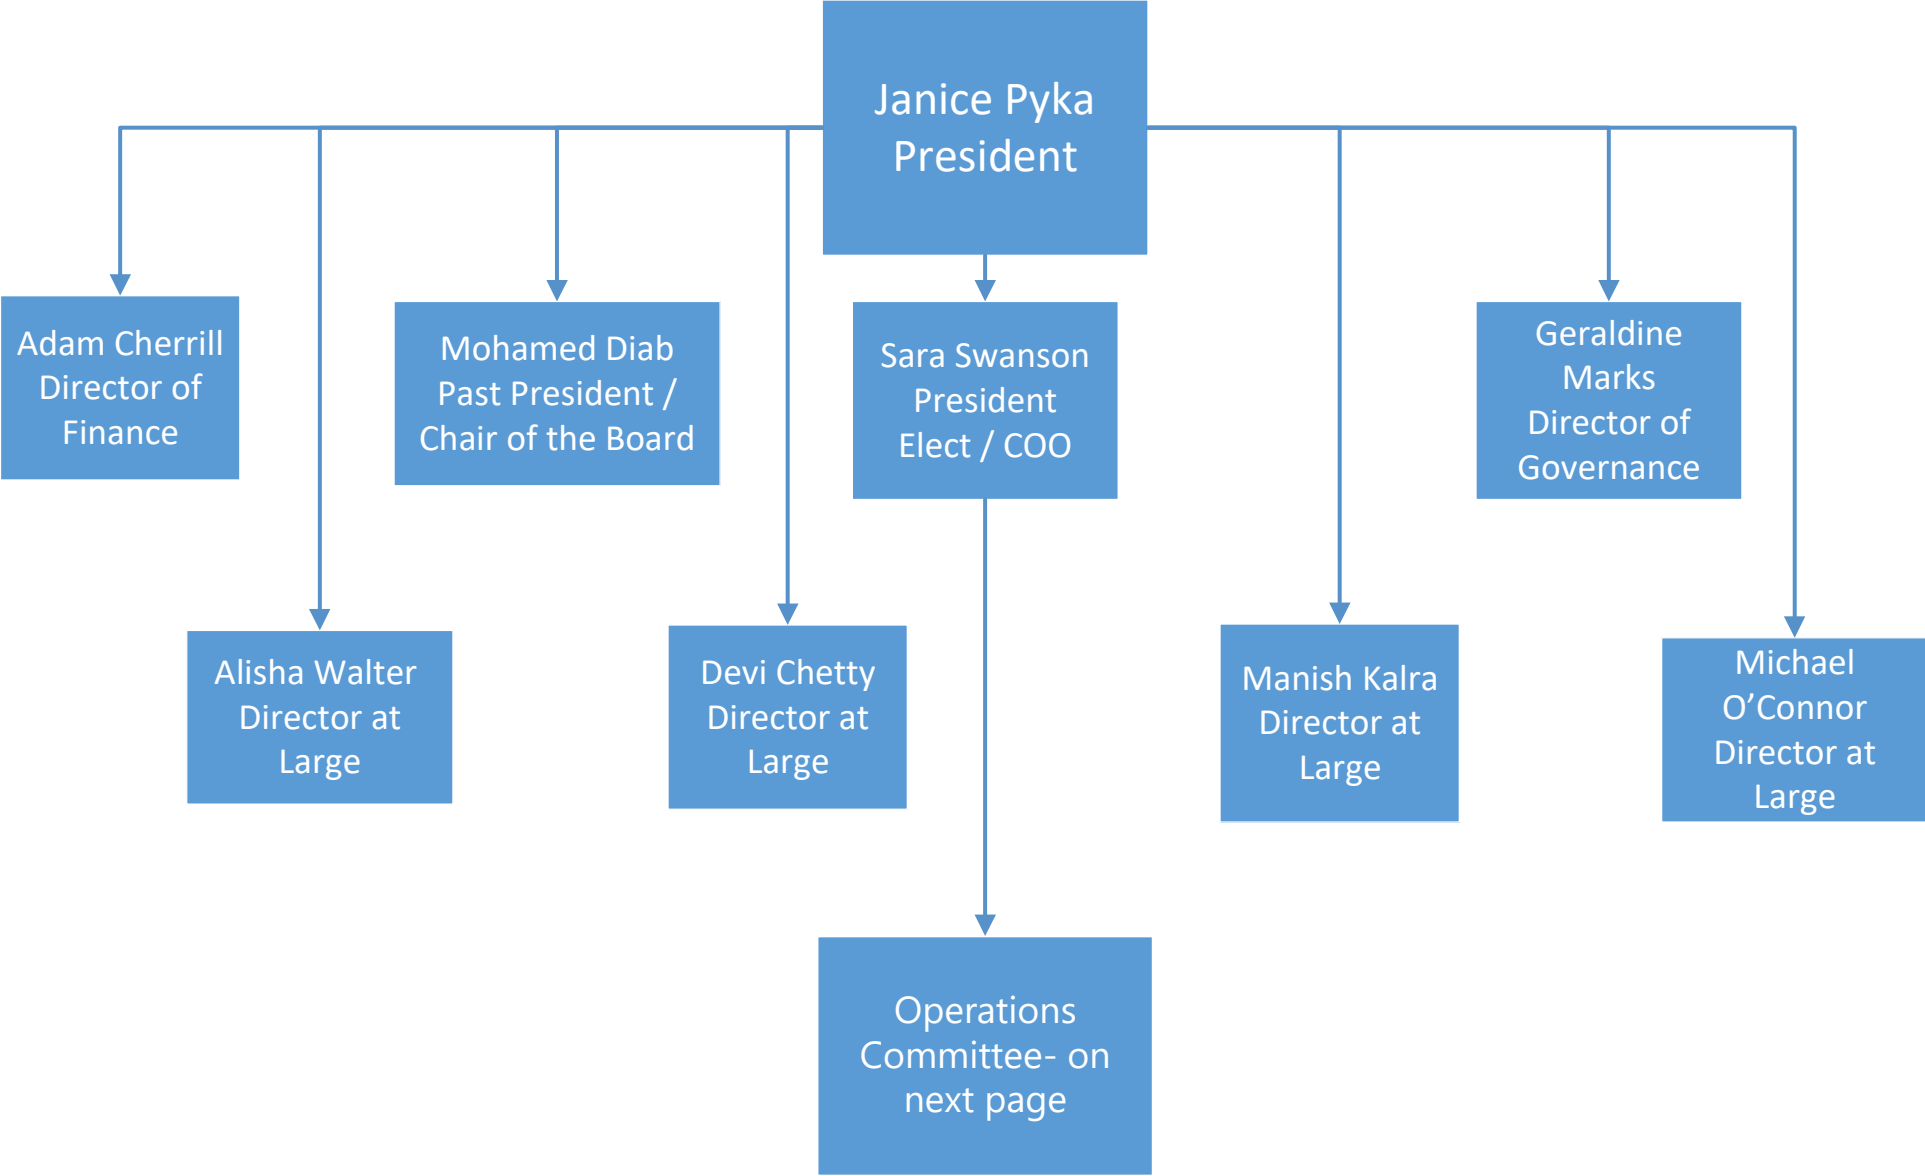 Janice Pyka
President
Adam Cherrill
Director of
Finance
Mohamed Diab
Past President /
Chair of the Board
Sara Swanson
President
Elect / COO
Geraldine
Marks
Director of
Governance
Alisha Walter
Director at
Large
Devi Chetty
Director at
Large
Manish Kalra
Director at
Large
Michael
O’Connor
Director at
Large
Operations
Committee- on
next page